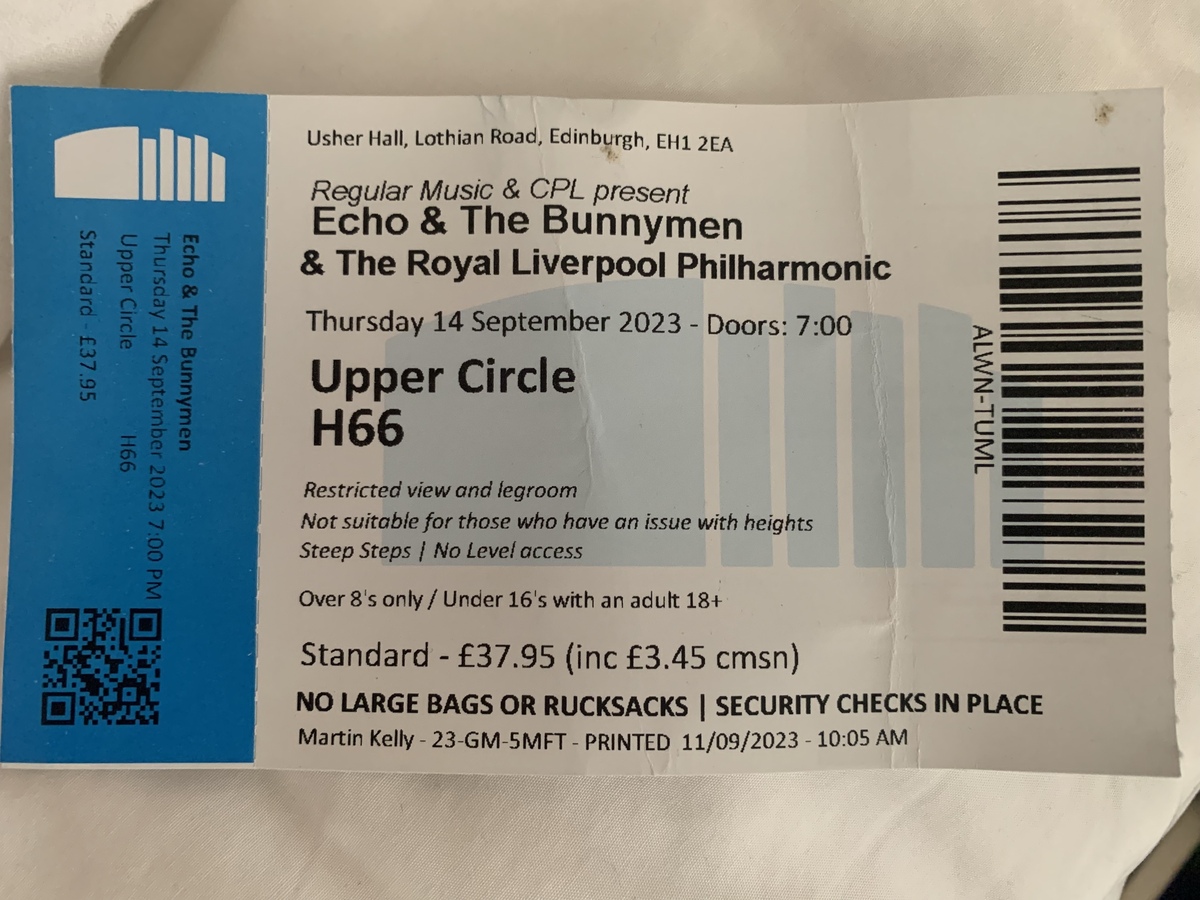 Usher Hall, Lothian Road, Edinburgh, EH1 2EA
Regular Music & CPL present
Echo & The Bunnymen
& The Royal Liverpool Philharmonic
Thursday 14 September 2023 - Doors: 7:00
Upper Circle
H66
Restricted view and legroom
Not suitable for those who have an issue with heights
Steep Steps | No Level access
Over 8's only / Under 16's with an adult 18+
Standard - £37.95 (inc £3.45 cmsn)
NO LARGE BAGS OR RUCKSACKS | SECURITY CHECKS IN PLACE
Martin Kelly - 23-GM-5MFT - PRINTED 11/09/2023 - 10:05 AM
ALWN-TUML
Echo & The Bunnymen
Thursday 14 September 2023 7:00 PM
Upper Circle H66
Standard - £37.95